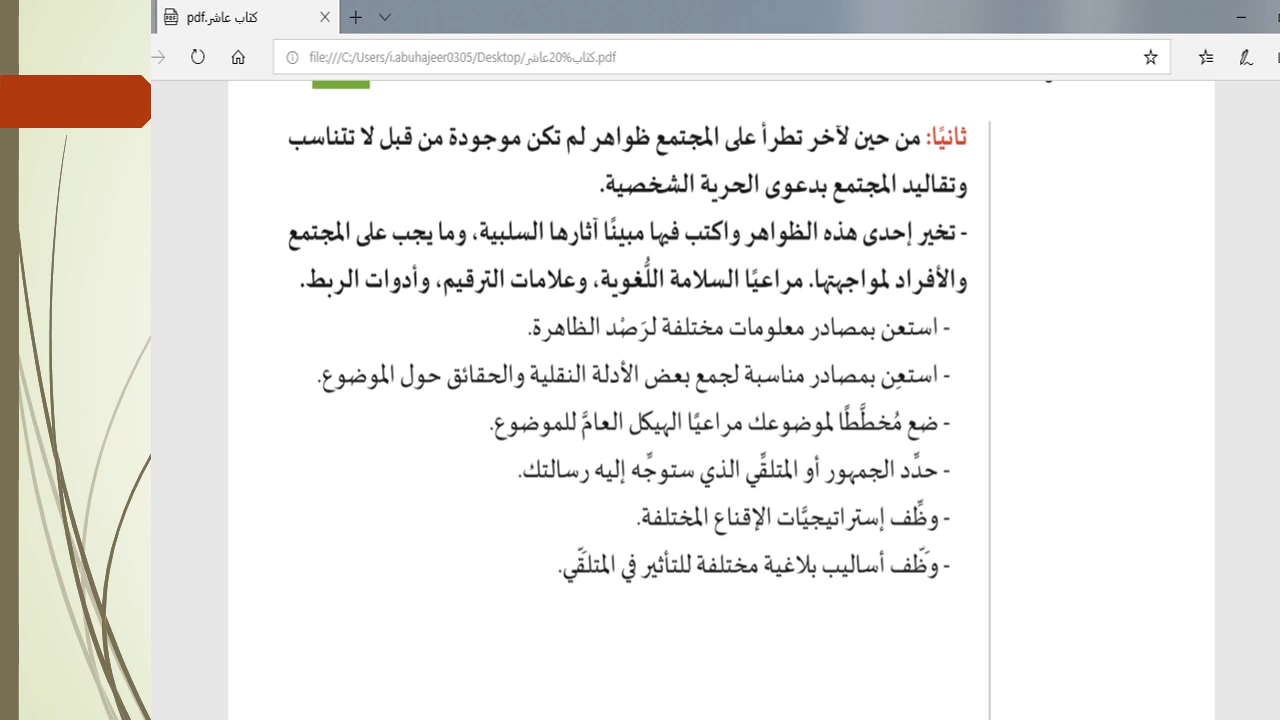 كتاب عاشر.pdf
file:///C:/Users/i.abuhajeer0305/Desktop/كتاب%20عاشر.pdf
ثانيًا: من حين لآخر تطرأ على المجتمع ظواهر لم تكن موجودة من قبل لا تتناسب
وتقاليد المجتمع بدعوى الحرية الشخصية.
- تخير إحدى هذه الظواهر واكتب فيها مبينًا آثارها السلبية، وما يجب على المجتمع
والأفراد لمواجهتها. مراعيًا السلامة اللُّغوية، وعلامات الترقيم، وأدوات الربط.
- استعن بمصادر معلومات مختلفة لرَصْد الظاهرة.
- استعِن بمصادر مناسبة لجمع بعض الأدلة النقلية والحقائق حول الموضوع.
- ضع مُخطَّطًا لموضوعك مراعيًا الهيكل العامَّ للموضوع.
- حدِّد الجمهور أو المتلقِّي الذي ستوجِّه إليه رسالتك.
- وظِّف إستراتيجيَّات الإقناع المختلفة.
- وَظّف أساليب بلاغية مختلفة للتأثير في المتلقّي.